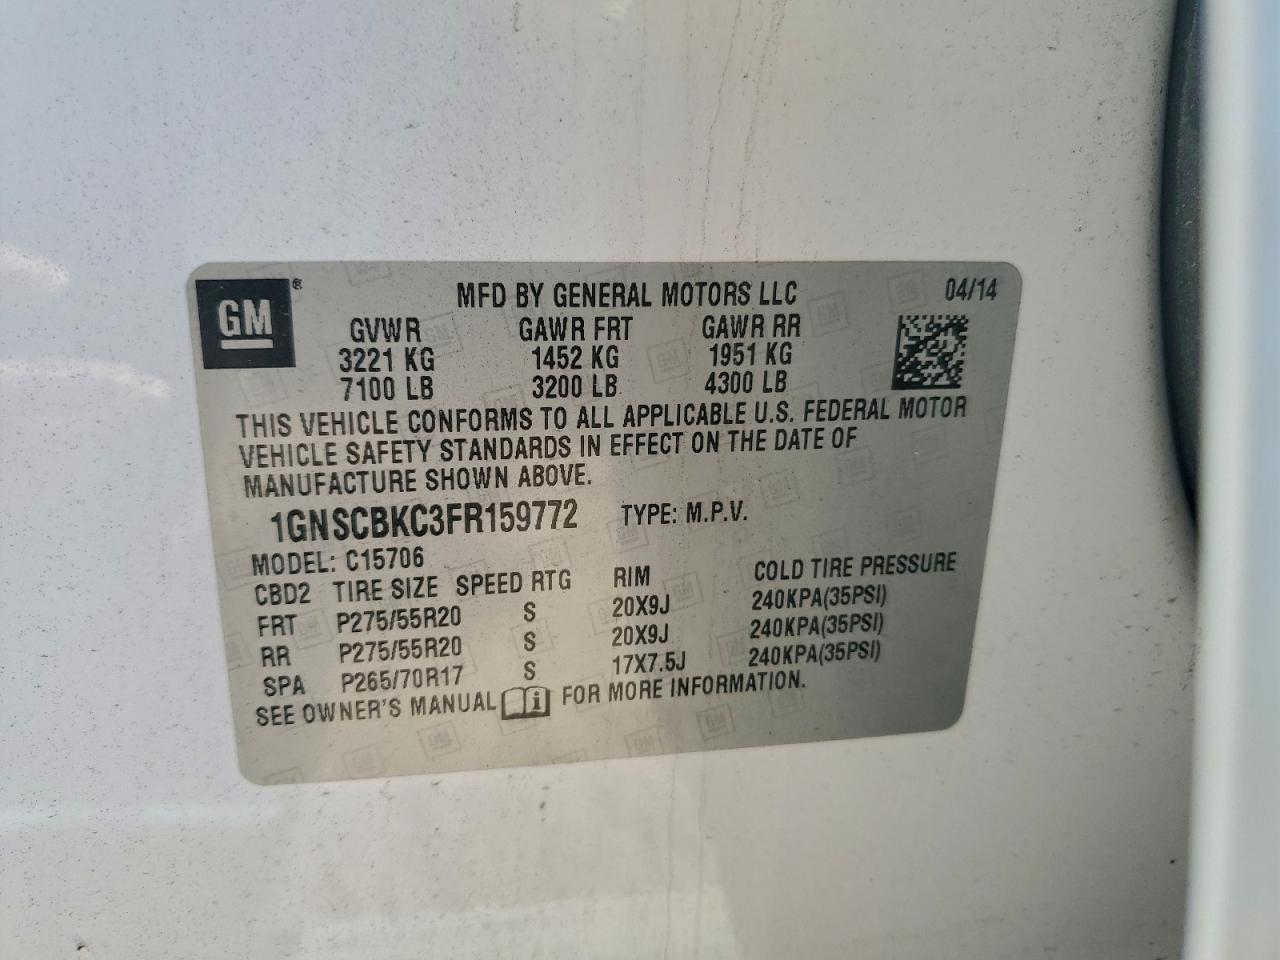 GM®
MFD BY GENERAL MOTORS LLC 04/14
GVWR GAWR FRT GAWR RR
3221 KG 1452 KG 1951 KG
7100 LB 3200 LB 4300 LB
THIS VEHICLE CONFORMS TO ALL APPLICABLE U.S. FEDERAL MOTOR
VEHICLE SAFETY STANDARDS IN EFFECT ON THE DATE OF
MANUFACTURE SHOWN ABOVE.
1GNSCBKC3FR159772 TYPE: M.P.V.
MODEL: C15706
CBD2 TIRE SIZE SPEED RTG RIM COLD TIRE PRESSURE
FRT P275/55R20 S 20X9J 240KPA(35PSI)
RR P275/55R20 S 20X9J 240KPA(35PSI)
SPA P265/70R17 S 17X7.5J 240KPA(35PSI)
SEE OWNER'S MANUAL i FOR MORE INFORMATION.